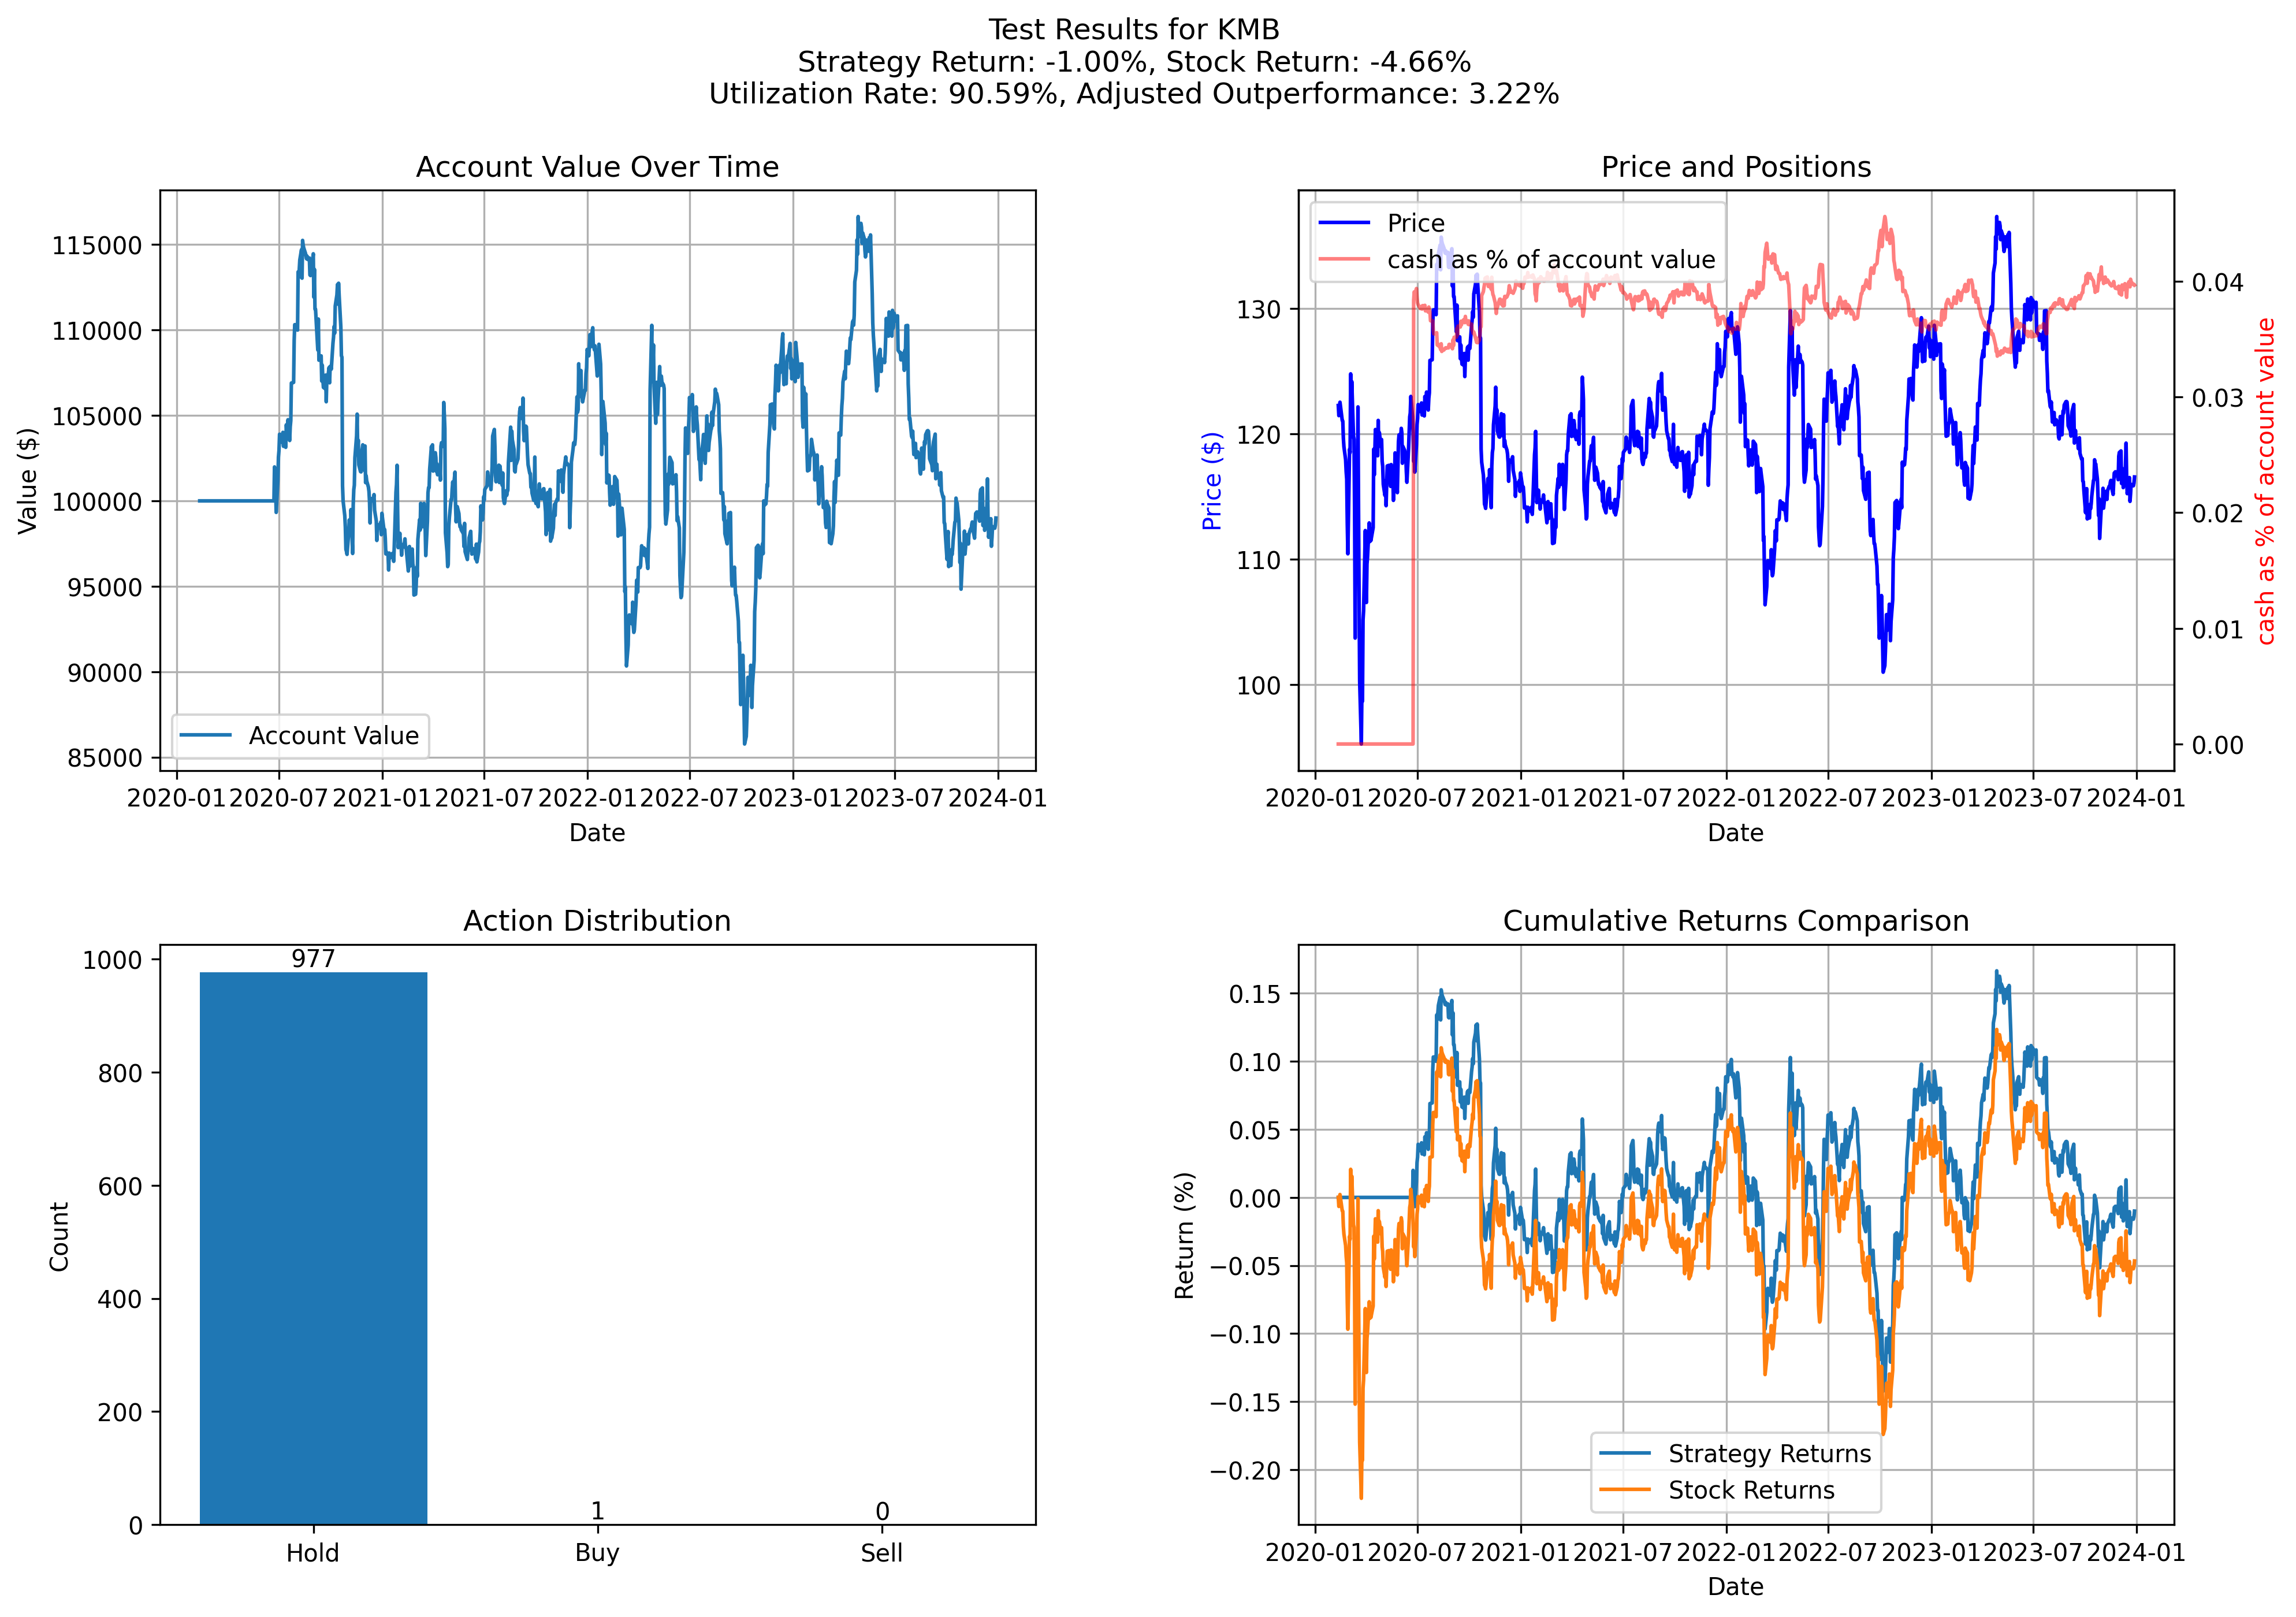 Test Results for KMB
Strategy Return: -1.00%, Stock Return: -4.66%
Utilization Rate: 90.59%, Adjusted Outperformance: 3.22%
Account Value Over Time
115000
110000
105000
100000
95000
90000
85000
Value ($)
Account Value
2020-01 2020-07 2021-01 2021-07 2022-01 2022-07 2023-01 2023-07 2024-01
Date
Price and Positions
Price
cash as % of account value
130
120
110
100
Price ($)
0.04
0.03
0.02
0.01
0.00
cash as % of account value
2020-01 2020-07 2021-01 2021-07 2022-01 2022-07 2023-01 2023-07 2024-01
Date
Action Distribution
1000
800
600
400
200
0
Count
977
1
0
Hold
Buy
Sell
Cumulative Returns Comparison
0.15
0.10
0.05
0.00
−0.05
−0.10
−0.15
−0.20
Return (%)
Strategy Returns
Stock Returns
2020-01 2020-07 2021-01 2021-07 2022-01 2022-07 2023-01 2023-07 2024-01
Date